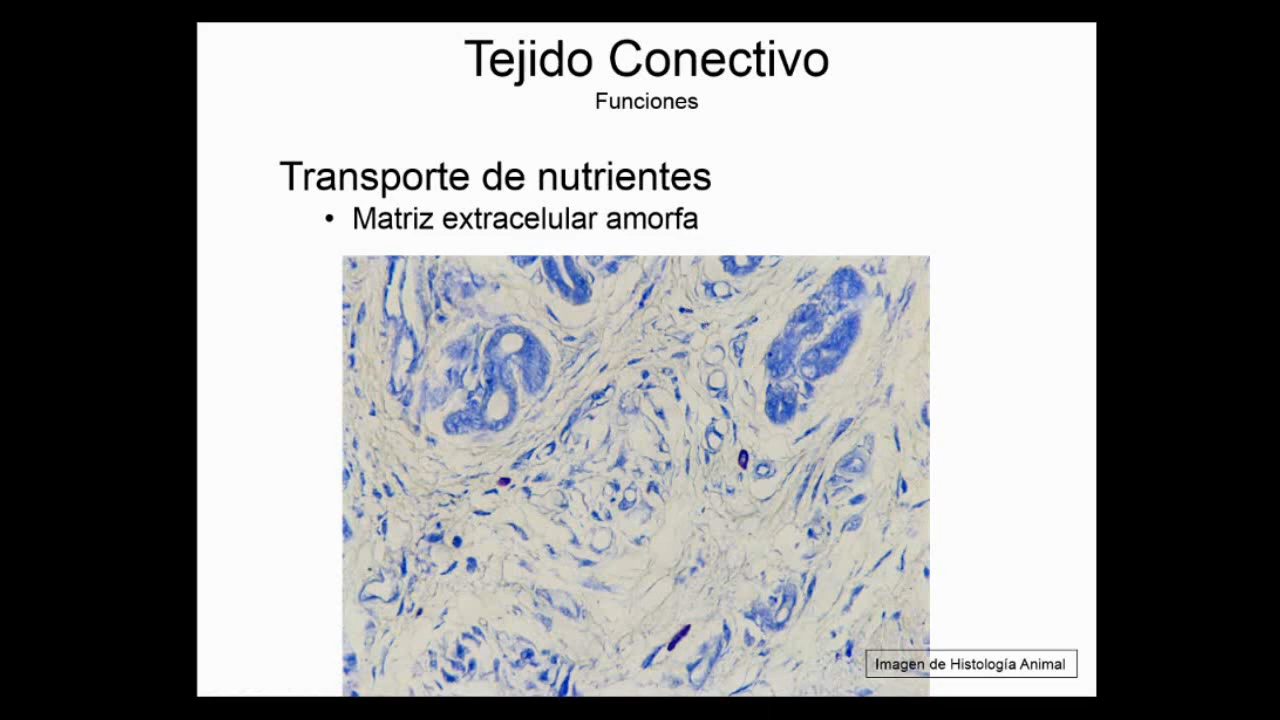 Tejido Conectivo
Funciones
Transporte de nutrientes
• Matriz extracelular amorfa
Imagen de Histología Animal